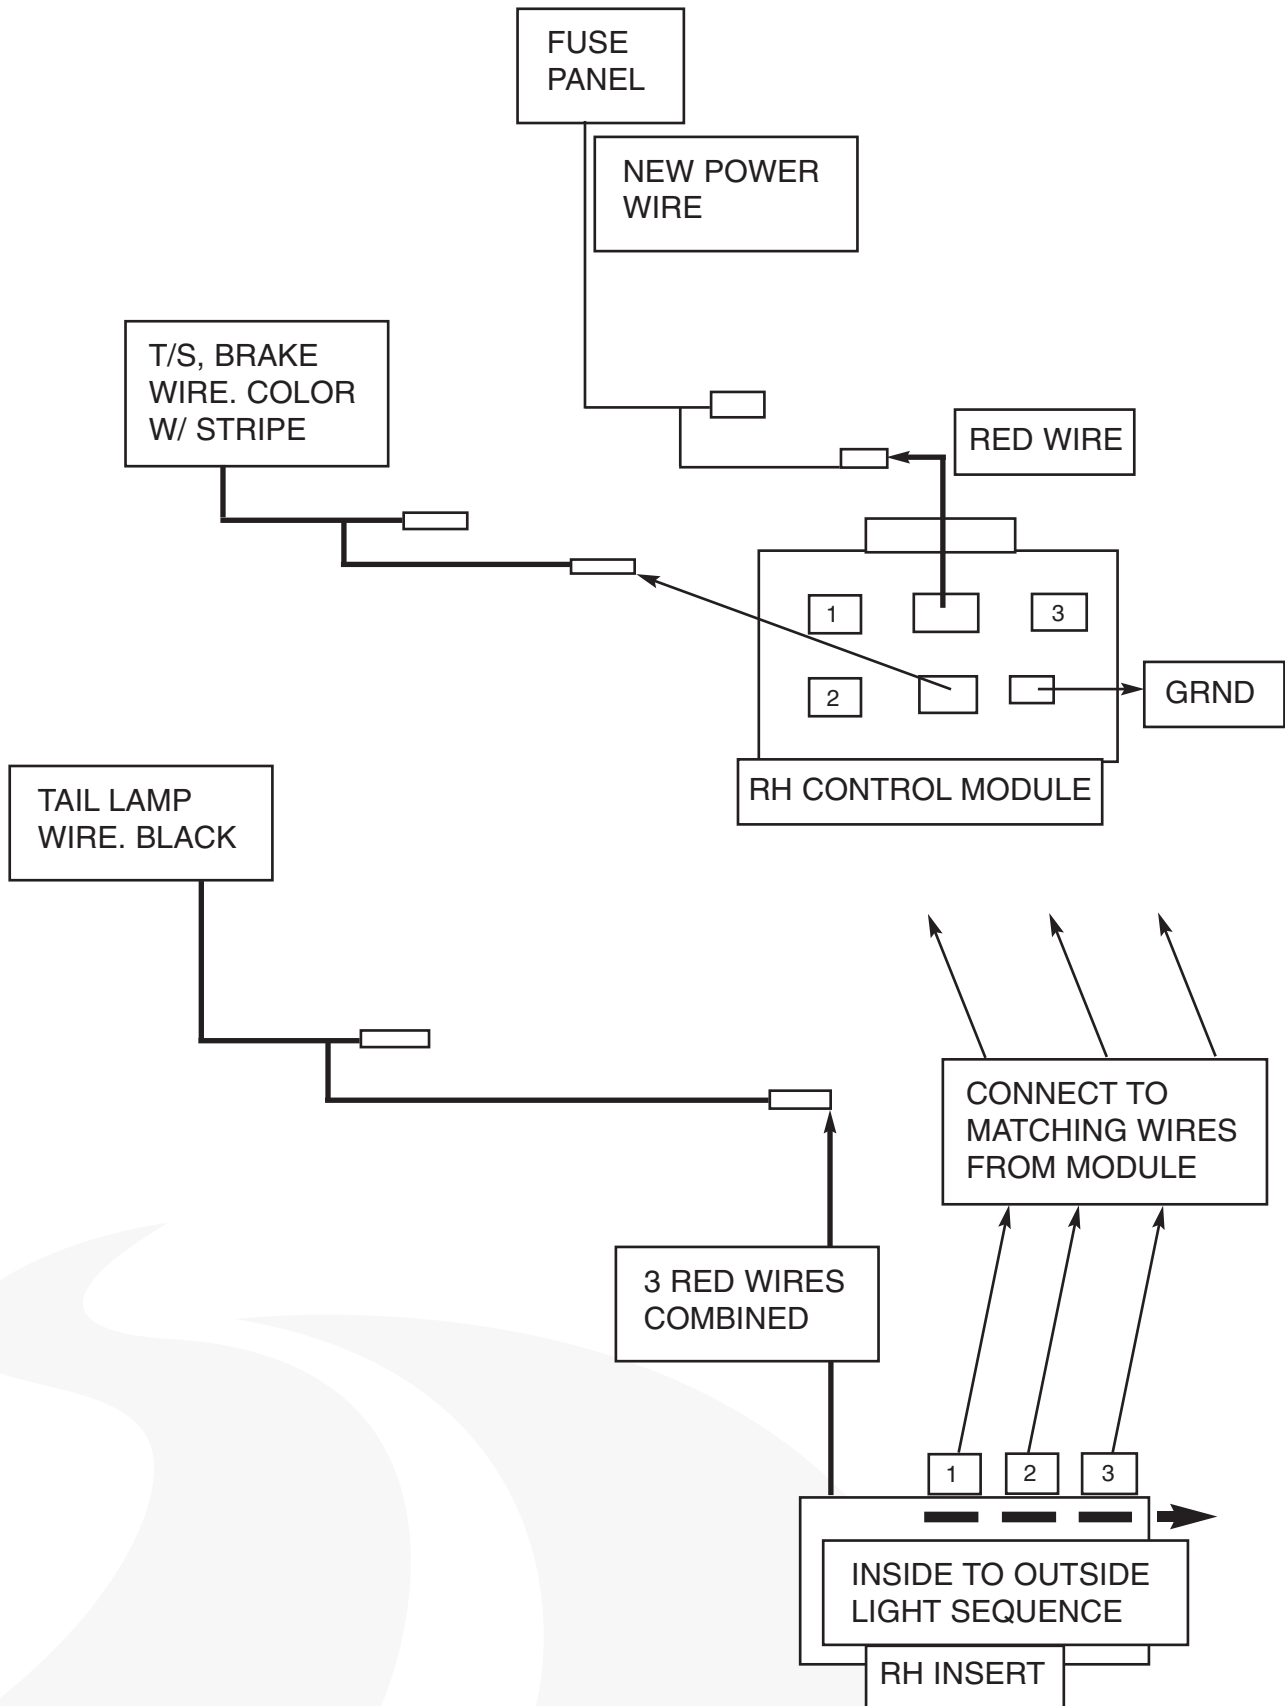 FUSE
PANEL
NEW POWER
WIRE
T/S, BRAKE
WIRE. COLOR
W/ STRIPE
RED WIRE
1
3
2
GRND
RH CONTROL MODULE
TAIL LAMP
WIRE. BLACK
CONNECT TO
MATCHING WIRES
FROM MODULE
3 RED WIRES
COMBINED
1
2
3
INSIDE TO OUTSIDE
LIGHT SEQUENCE
RH INSERT